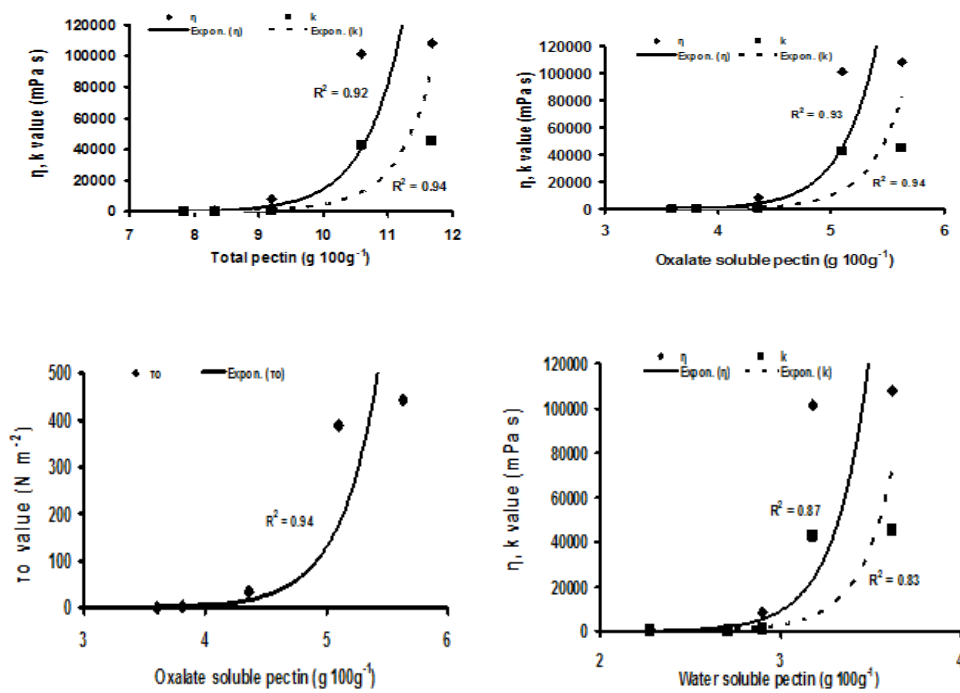 η k
Expon. (η) Expon. (k)
120000
100000
80000
60000
40000
20000
0
η, k value (mPa s)
R² = 0.92
R² = 0.94
7 8 9 10 11 12
Total pectin (g 100g⁻¹)
η k
Expon. (η) Expon. (k)
120000
100000
80000
60000
40000
20000
0
η, k value (mPa s)
R² = 0.93
R² = 0.94
3 4 5 6
Oxalate soluble pectin (g 100g⁻¹)
το Expon. (το)
500
400
300
200
100
0
το value (N m⁻²)
R² = 0.94
3 4 5 6
Oxalate soluble pectin (g 100g⁻¹)
η k
Expon. (η) Expon. (k)
120000
100000
80000
60000
40000
20000
0
η, k value (mPa s)
R² = 0.87
R² = 0.83
2 3 4
Water soluble pectin (g 100g⁻¹)